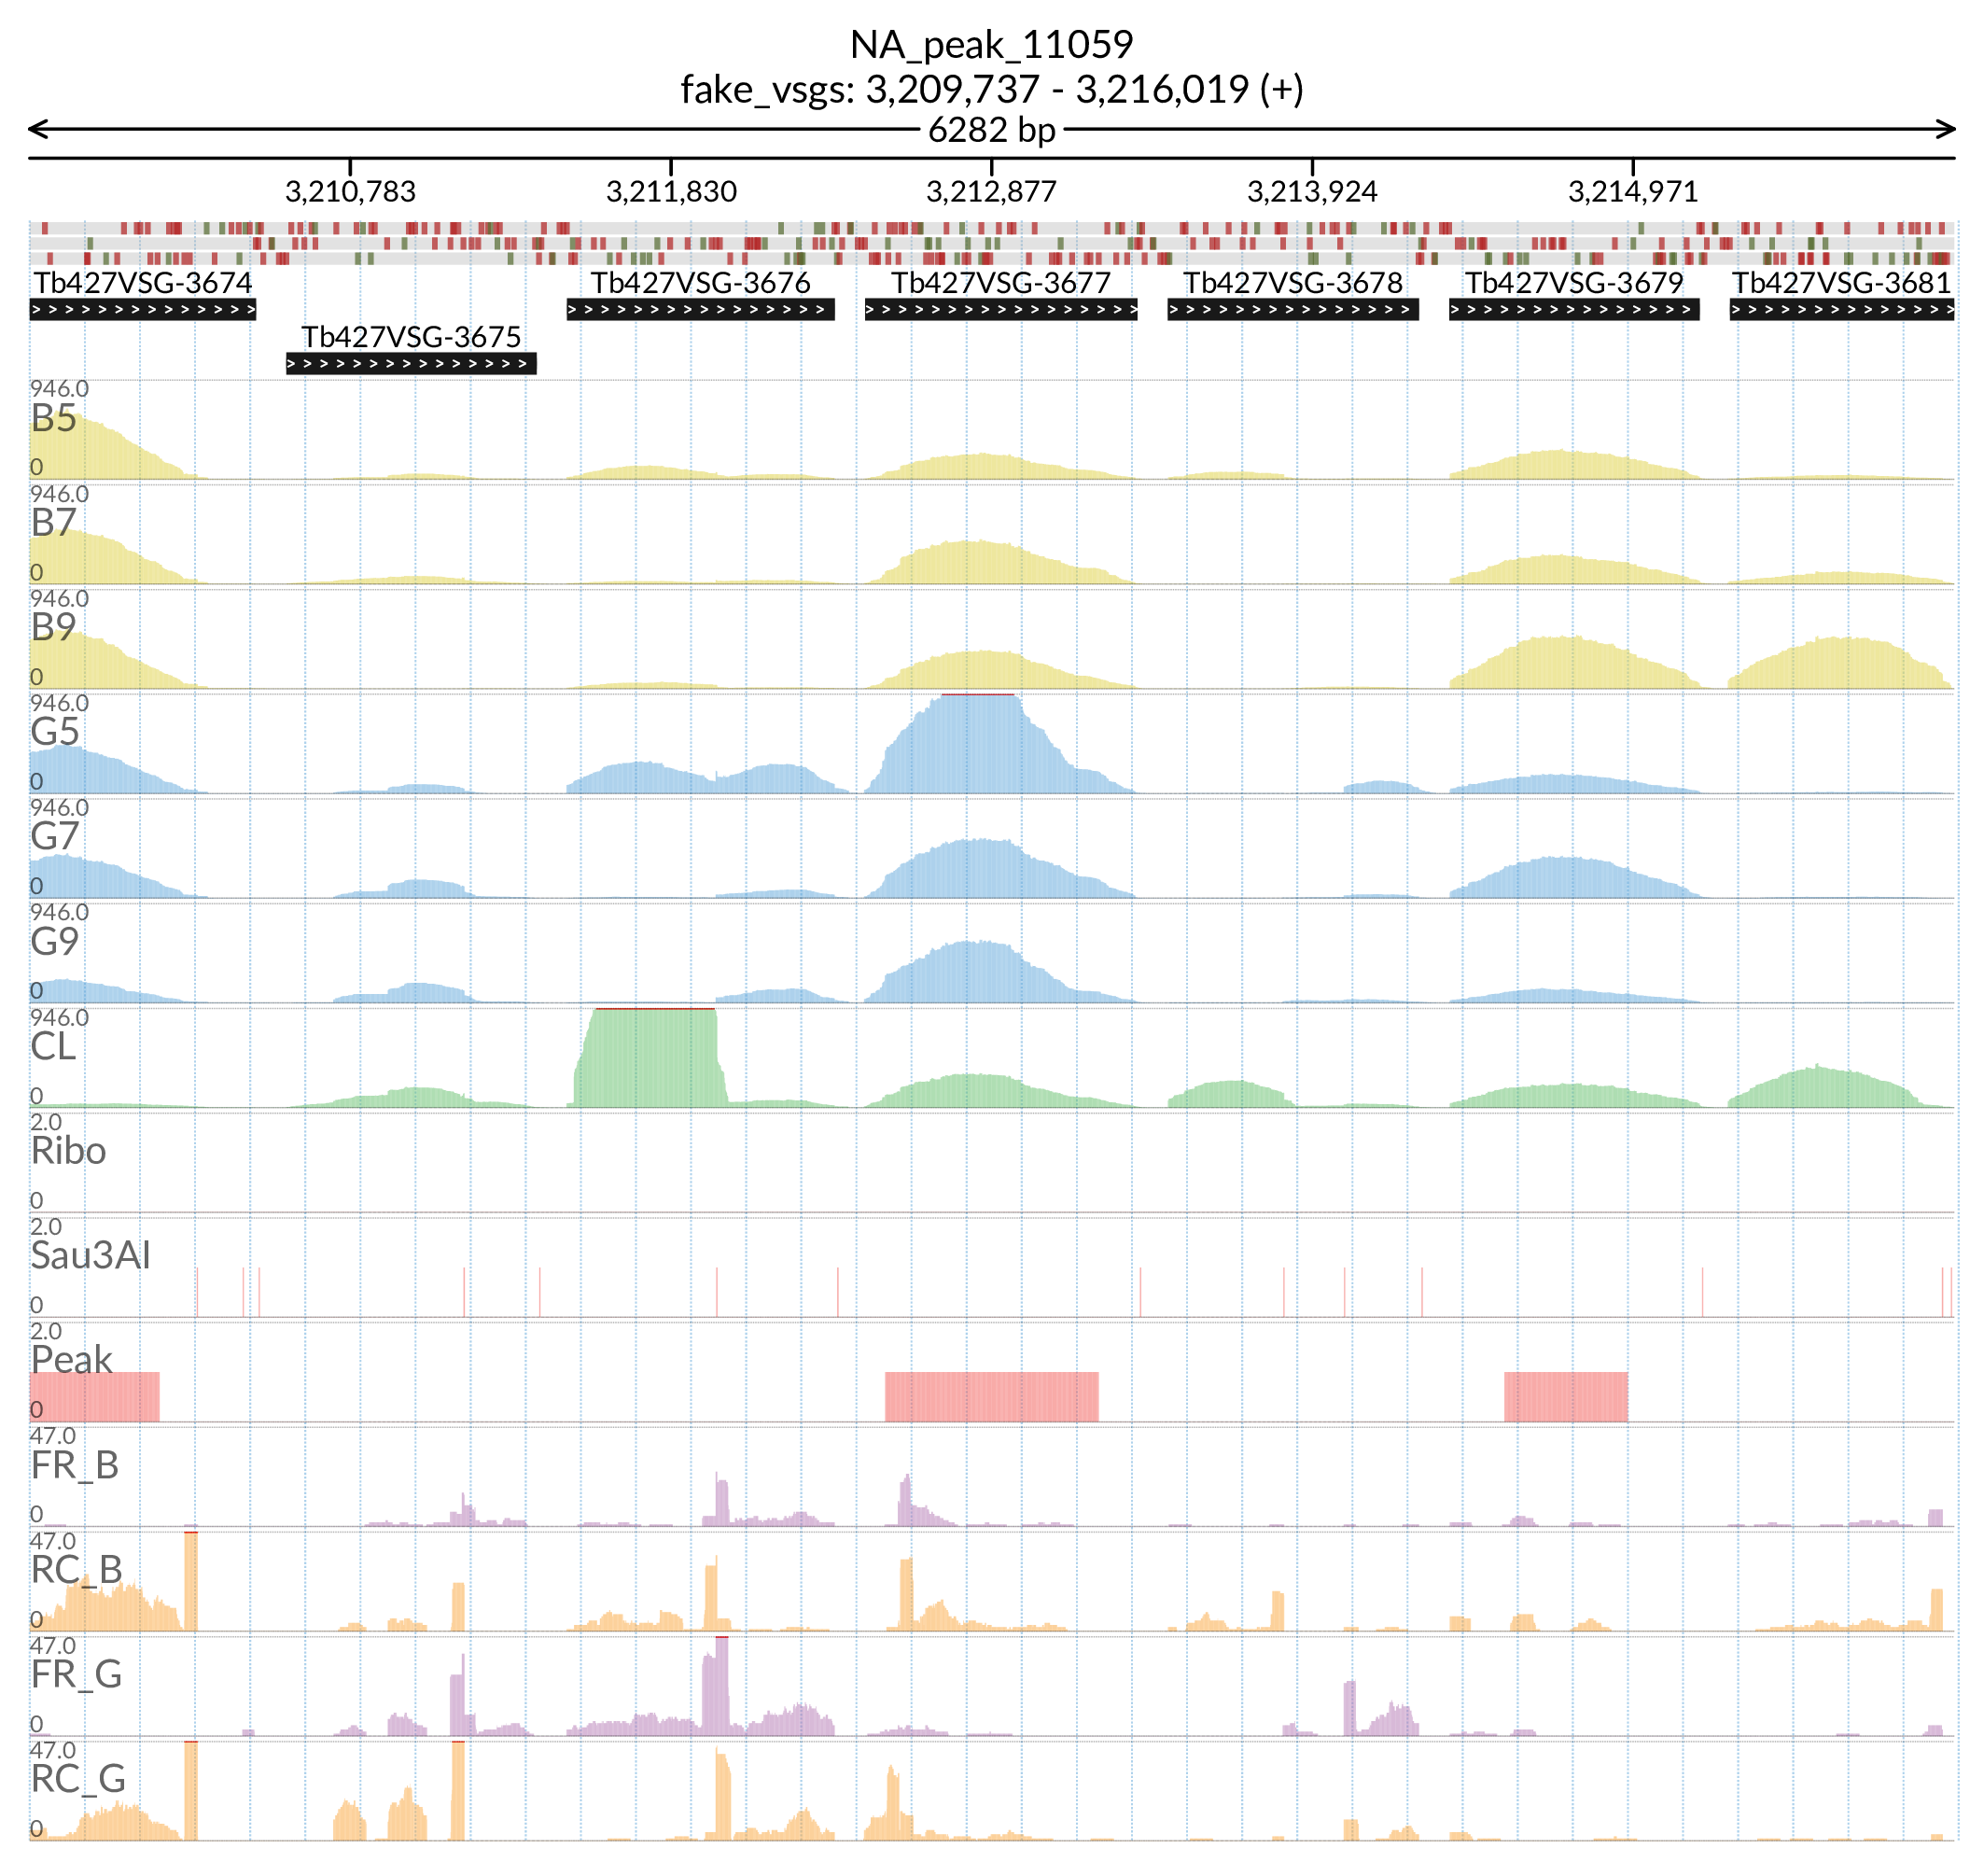 NA_peak_11059
fake_vsgs: 3,209,737 - 3,216,019 (+)
6282 bp
3,210,783 3,211,830 3,212,877 3,213,924 3,214,971
Tb427VSG-3674 Tb427VSG-3676 Tb427VSG-3677 Tb427VSG-3678 Tb427VSG-3679 Tb427VSG-3681
Tb427VSG-3675
946.0
B5
0
946.0
B7
0
946.0
B9
0
946.0
G5
0
946.0
G7
0
946.0
G9
0
946.0
CL
0
2.0
Ribo
0
2.0
Sau3AI
0
2.0
Peak
0
47.0
FR_B
0
47.0
RC_B
0
47.0
FR_G
0
47.0
RC_G
0